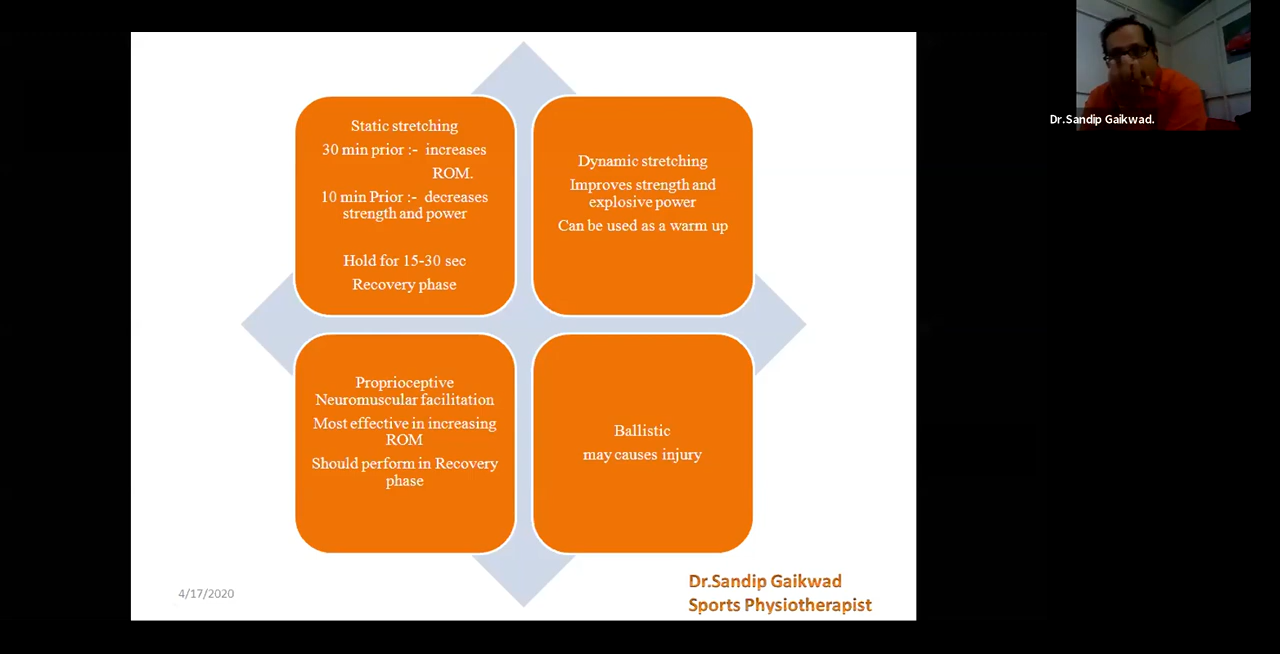 Static stretching
30 min prior :- increases
ROM.
10 min Prior :- decreases
strength and power
Hold for 15-30 sec
Recovery phase
Dynamic stretching
Improves strength and
explosive power
Can be used as a warm up
Proprioceptive
Neuromuscular facilitation
Most effective in increasing
ROM
Should perform in Recovery
phase
Ballistic
may causes injury
4/17/2020
Dr.Sandip Gaikwad
Sports Physiotherapist
Dr.Sandip Gaikwad.